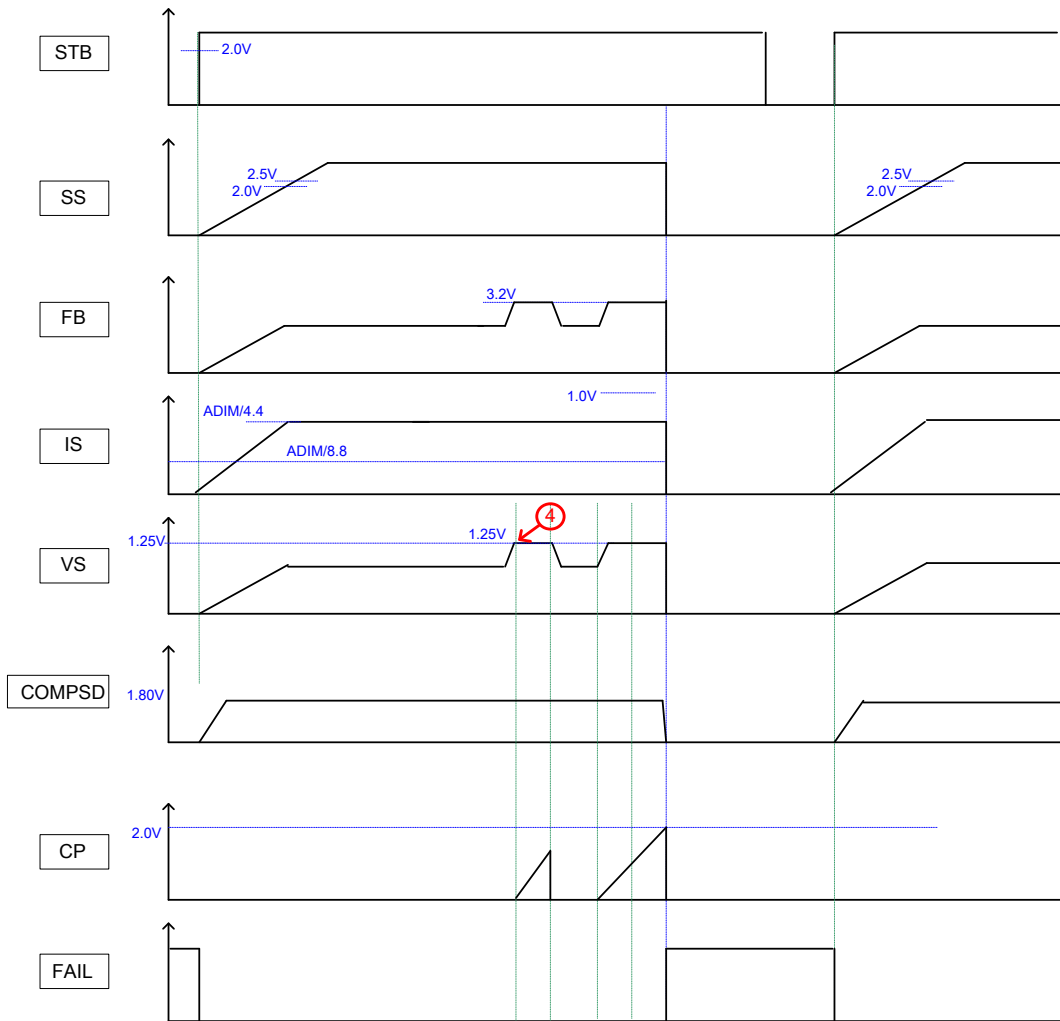 STB
2.0V
SS
2.5V
2.0V
2.5V
2.0V
FB
3.2V
IS
ADIM/4.4
1.0V
ADIM/8.8
VS
1.25V
1.25V
4
COMPSD
1.80V
CP
2.0V
FAIL